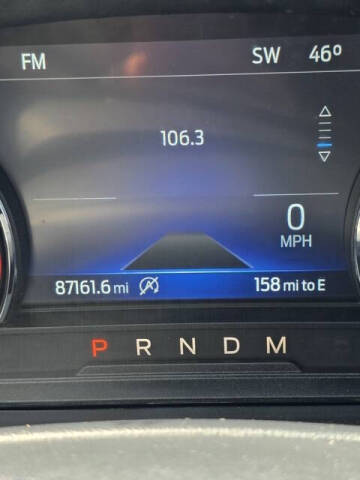 FM SW 46°
106.3
0
MPH
87161.6 mi 158 mi to E
P R N D M